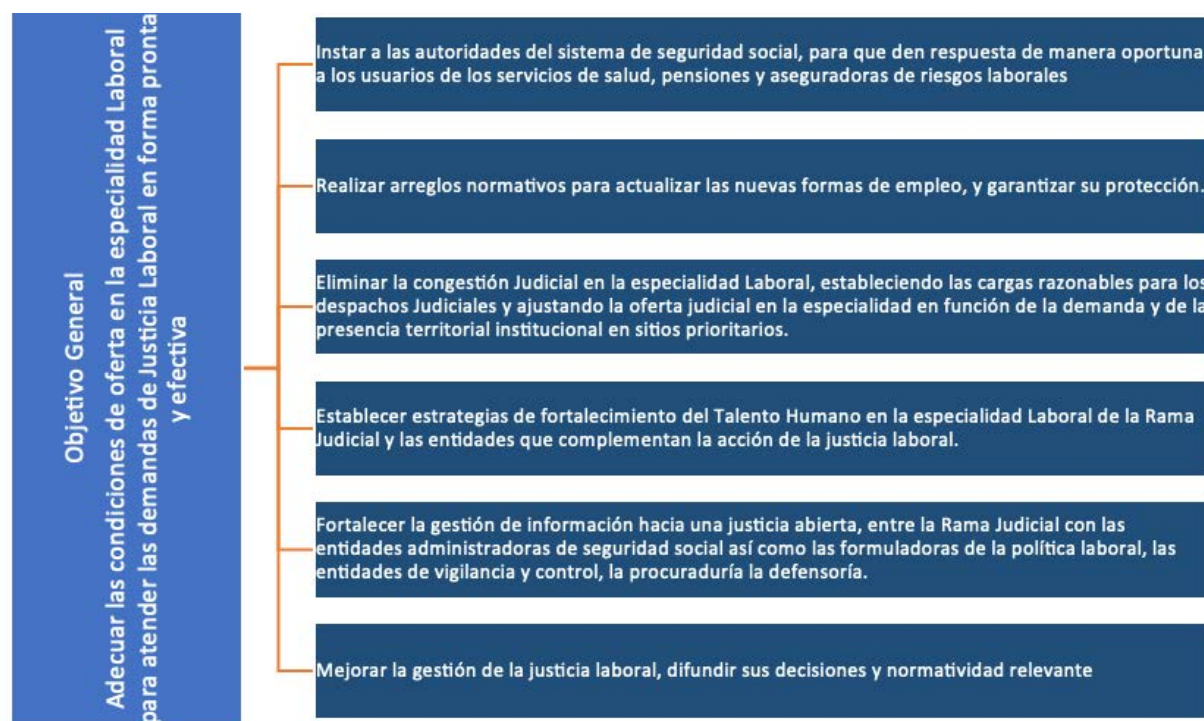 Objetivo General
Adecuar las condiciones de oferta en la especialidad Laboral
para atender las demandas de Justicia Laboral en forma pronta
y efectiva
Instar a las autoridades del sistema de seguridad social, para que den respuesta de manera oportuna
a los usuarios de los servicios de salud, pensiones y aseguradoras de riesgos laborales
Realizar arreglos normativos para actualizar las nuevas formas de empleo, y garantizar su protección.
Eliminar la congestión Judicial en la especialidad Laboral, estableciendo las cargas razonables para los
despachos Judiciales y ajustando la oferta judicial en la especialidad en función de la demanda y de la
presencia territorial institucional en sitios prioritarios.
Establecer estrategias de fortalecimiento del Talento Humano en la especialidad Laboral de la Rama
Judicial y las entidades que complementan la acción de la justicia laboral.
Fortalecer la gestión de información hacia una justicia abierta, entre la Rama Judicial con las
entidades administradoras de seguridad social así como las formuladoras de la política laboral, las
entidades de vigilancia y control, la procuraduría la defensoría.
Mejorar la gestión de la justicia laboral, difundir sus decisiones y normatividad relevante